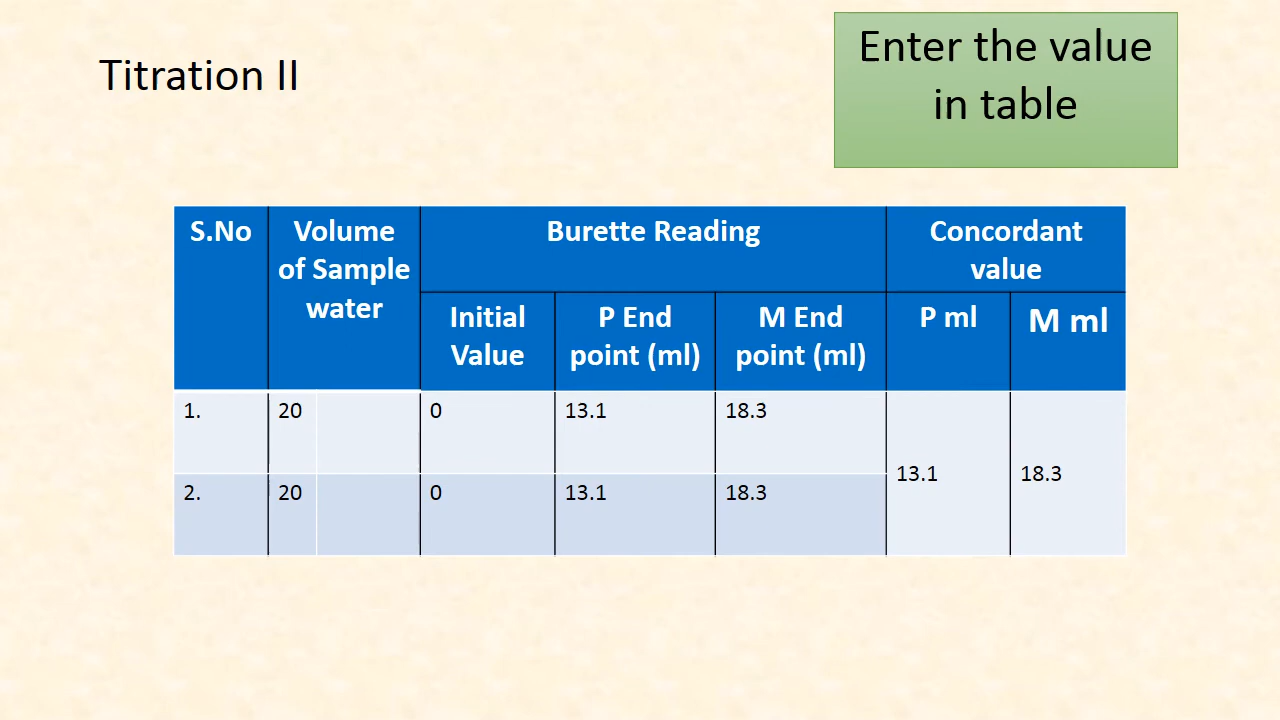 Titration II
Enter the value
in table
S.No
Volume
of Sample
water
Burette Reading
Concordant
value
Initial
Value
P End
point (ml)
M End
point (ml)
P ml
M ml
1.
20
0
13.1
18.3
13.1
18.3
2.
20
0
13.1
18.3